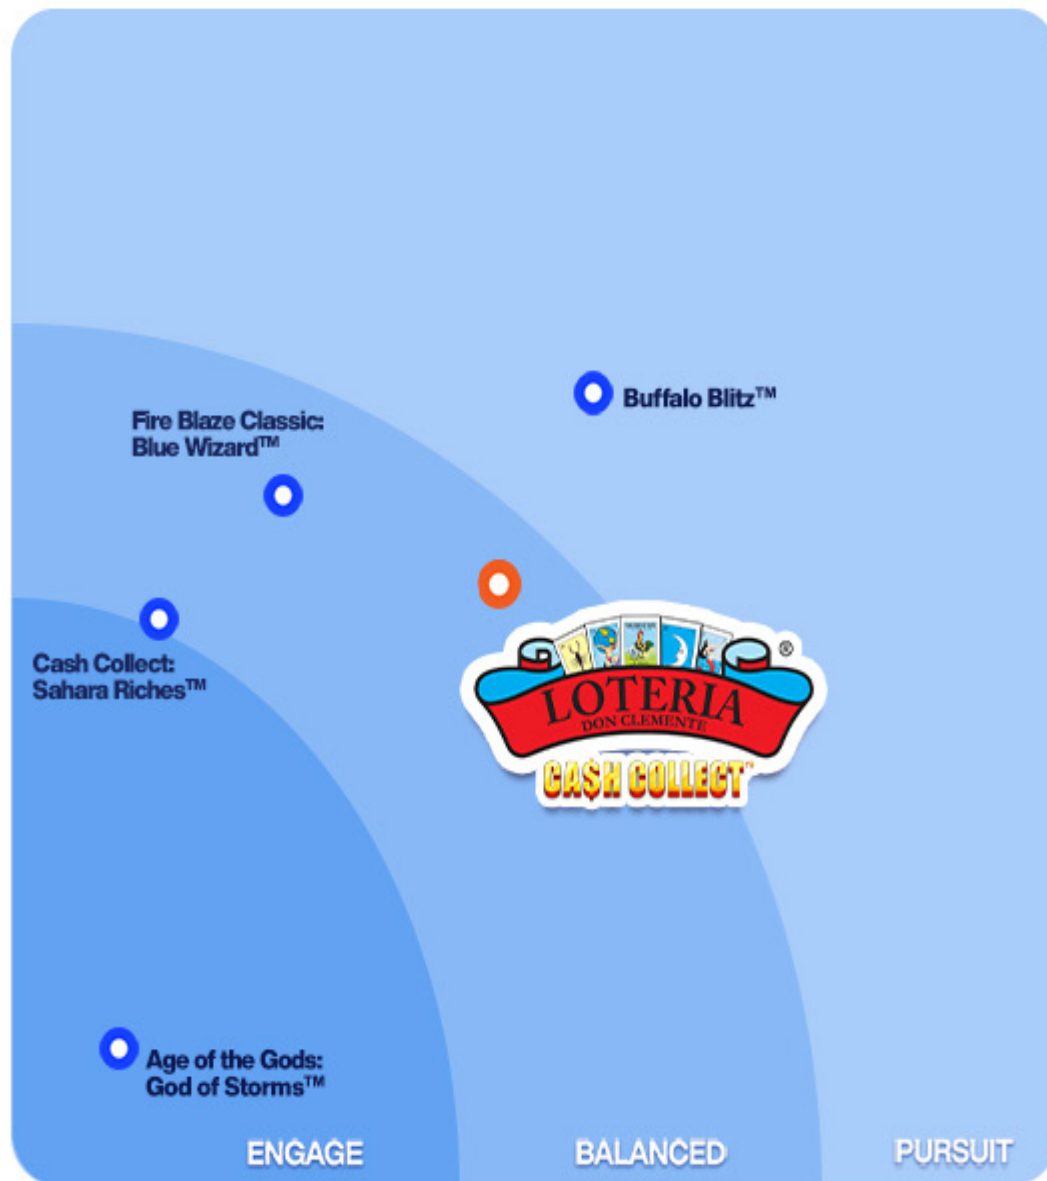 Buffalo Blitz™
Fire Blaze Classic:
Blue Wizard™
Cash Collect:
Sahara Riches™
®
LOTERIA
DON CLEMENTE
CA$H COLLECT™
Age of the Gods:
God of Storms™
ENGAGE
BALANCED
PURSUIT